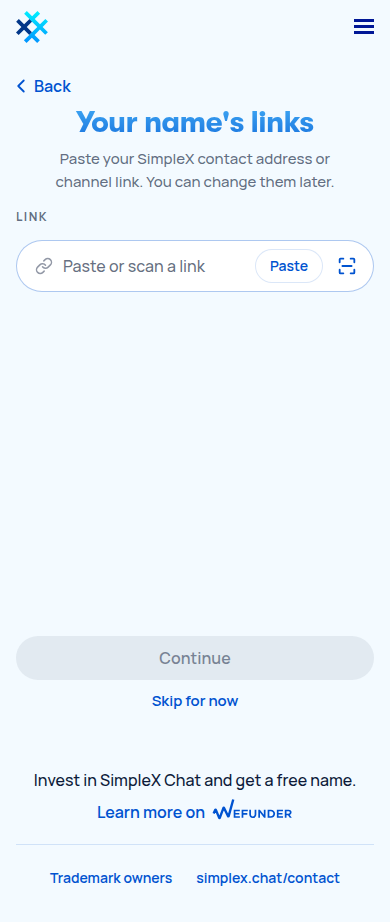 Back
Your name's links
Paste your SimpleX contact address or
channel link. You can change them later.
LINK
Paste or scan a link
Paste
Continue
Skip for now
Invest in SimpleX Chat and get a free name.
Learn more on WEFUNDER
Trademark owners simplex.chat/contact